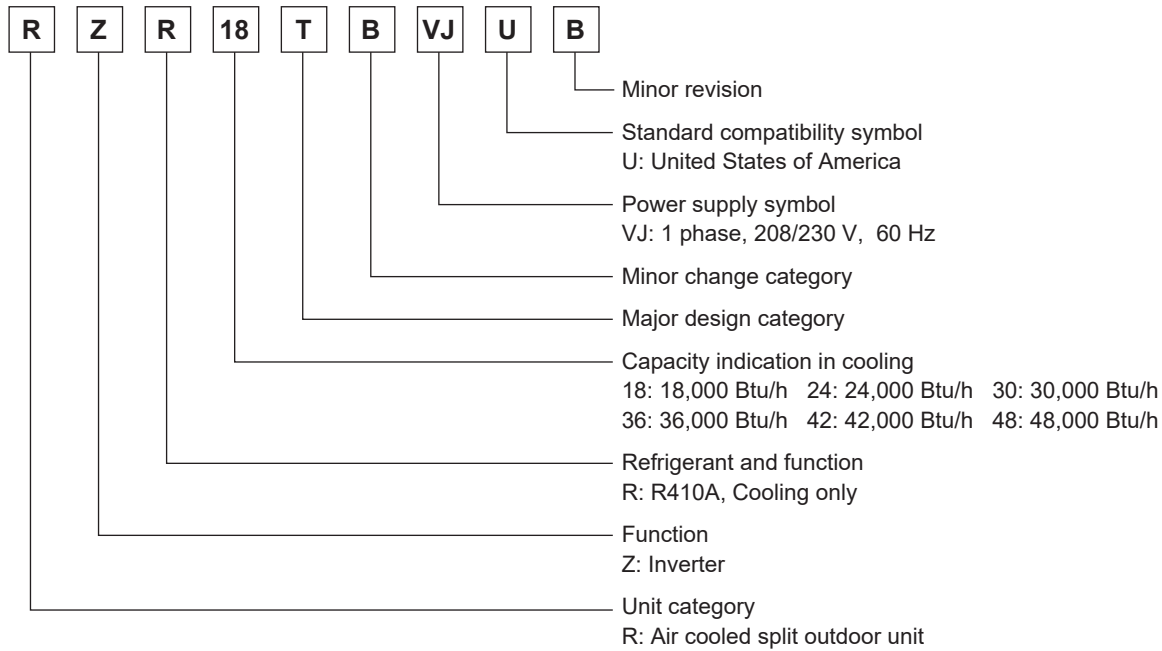 R Z R 18 T B VJ U B
Minor revision
Standard compatibility symbol
U: United States of America
Power supply symbol
VJ: 1 phase, 208/230 V, 60 Hz
Minor change category
Major design category
Capacity indication in cooling
18: 18,000 Btu/h 24: 24,000 Btu/h 30: 30,000 Btu/h
36: 36,000 Btu/h 42: 42,000 Btu/h 48: 48,000 Btu/h
Refrigerant and function
R: R410A, Cooling only
Function
Z: Inverter
Unit category
R: Air cooled split outdoor unit